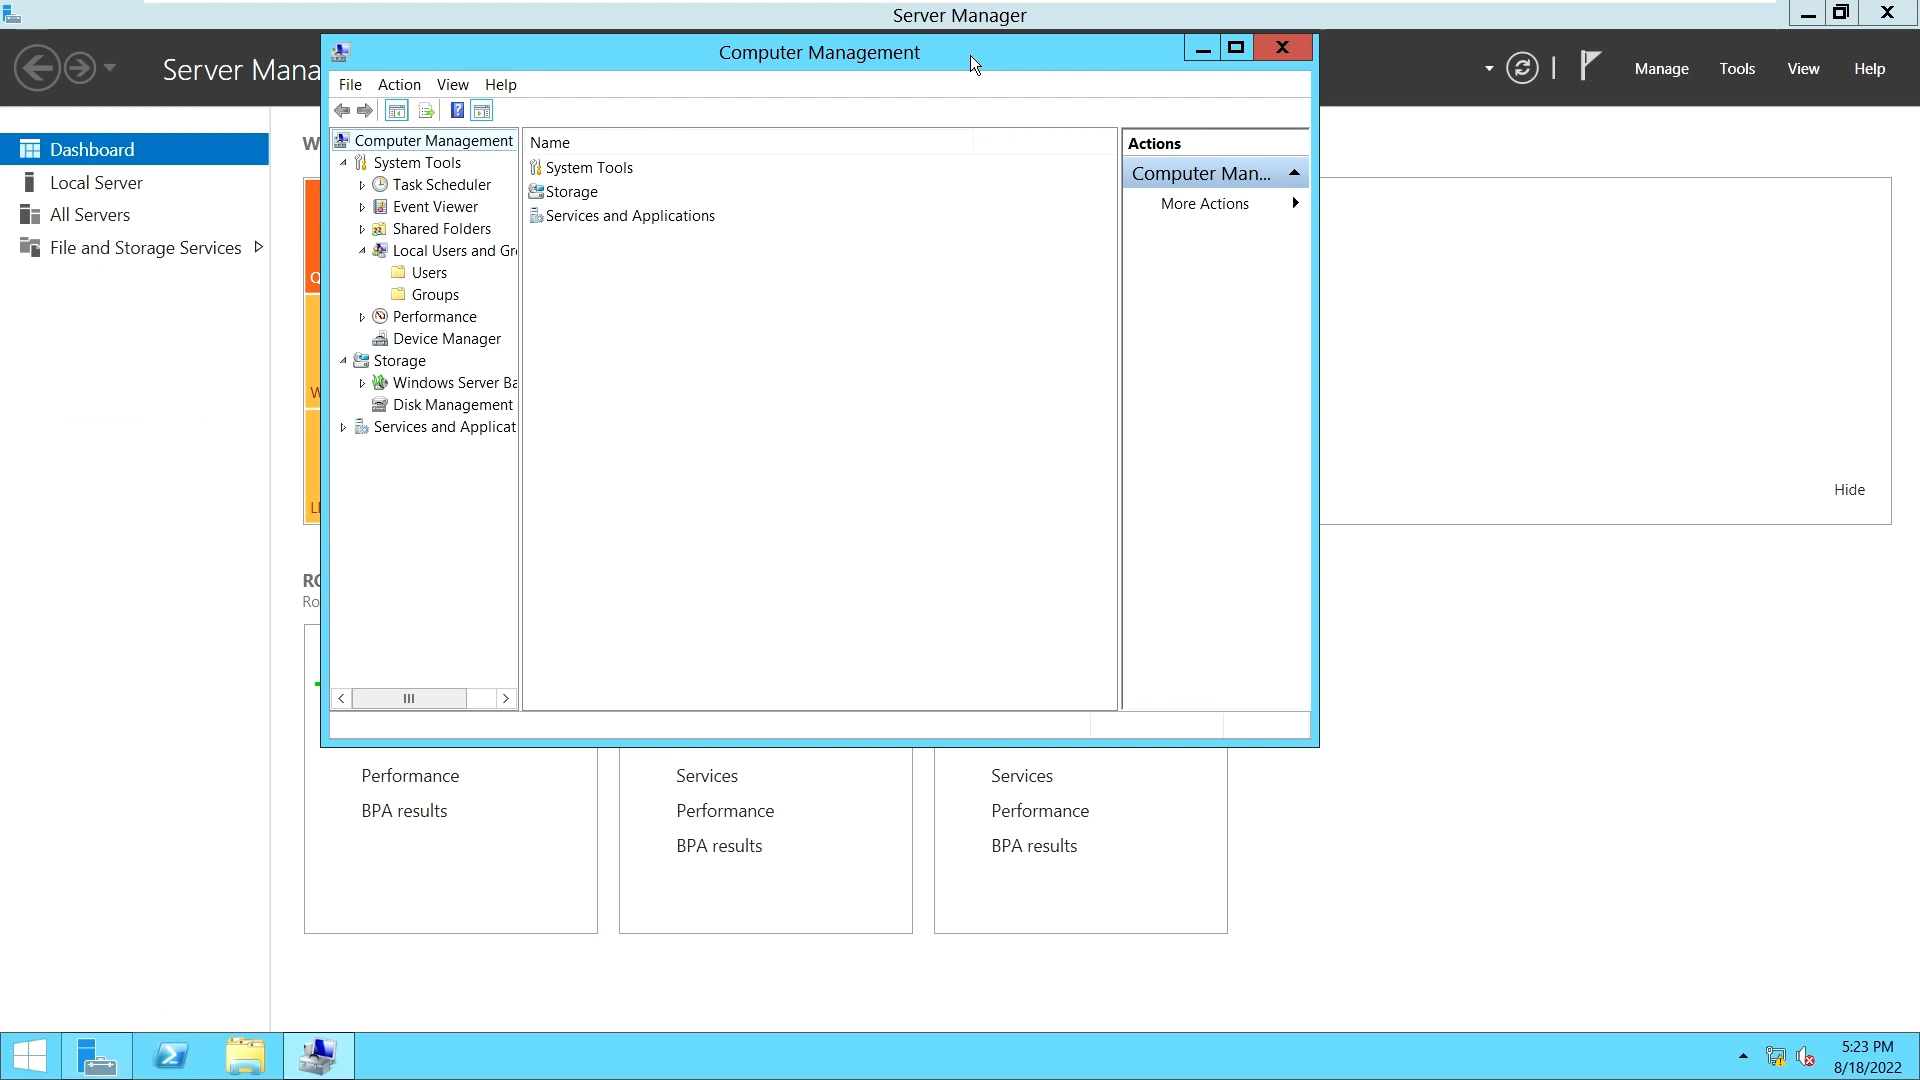 Server Manager
Computer Management
Server Mana
Manage
Tools
View
Help
File
Action
View
Help
Dashboard
Local Server
All Servers
File and Storage Services
W
Q
W
RO
Ro
Computer Management
System Tools
Task Scheduler
Event Viewer
Shared Folders
Local Users and Gr
Users
Groups
Performance
Device Manager
Storage
Windows Server Ba
Disk Management
Services and Applicat
Name
System Tools
Storage
Services and Applications
Actions
Computer Man...
More Actions
Hide
Performance
BPA results
Services
Performance
BPA results
Services
Performance
BPA results
5:23 PM
8/18/2022